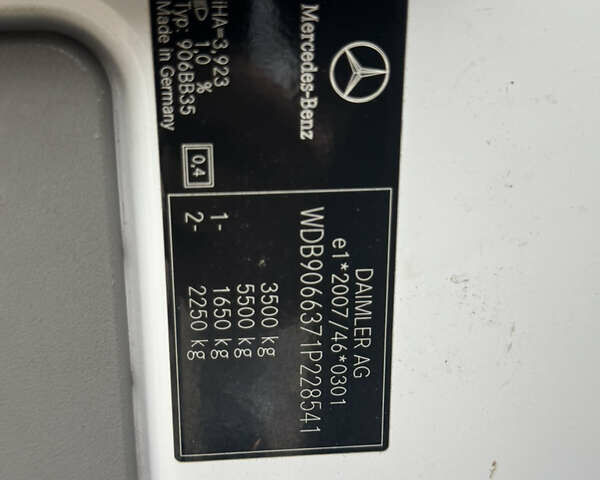 Mercedes-Benz
iHA=3,923
1,0 %
Typ: 906BB35
Made in Germany
0.4
DAIMLER AG
e1*2007/46*0301
WDB9066371P228541
3500 kg
5500 kg
1- 1650 kg
2- 2250 kg